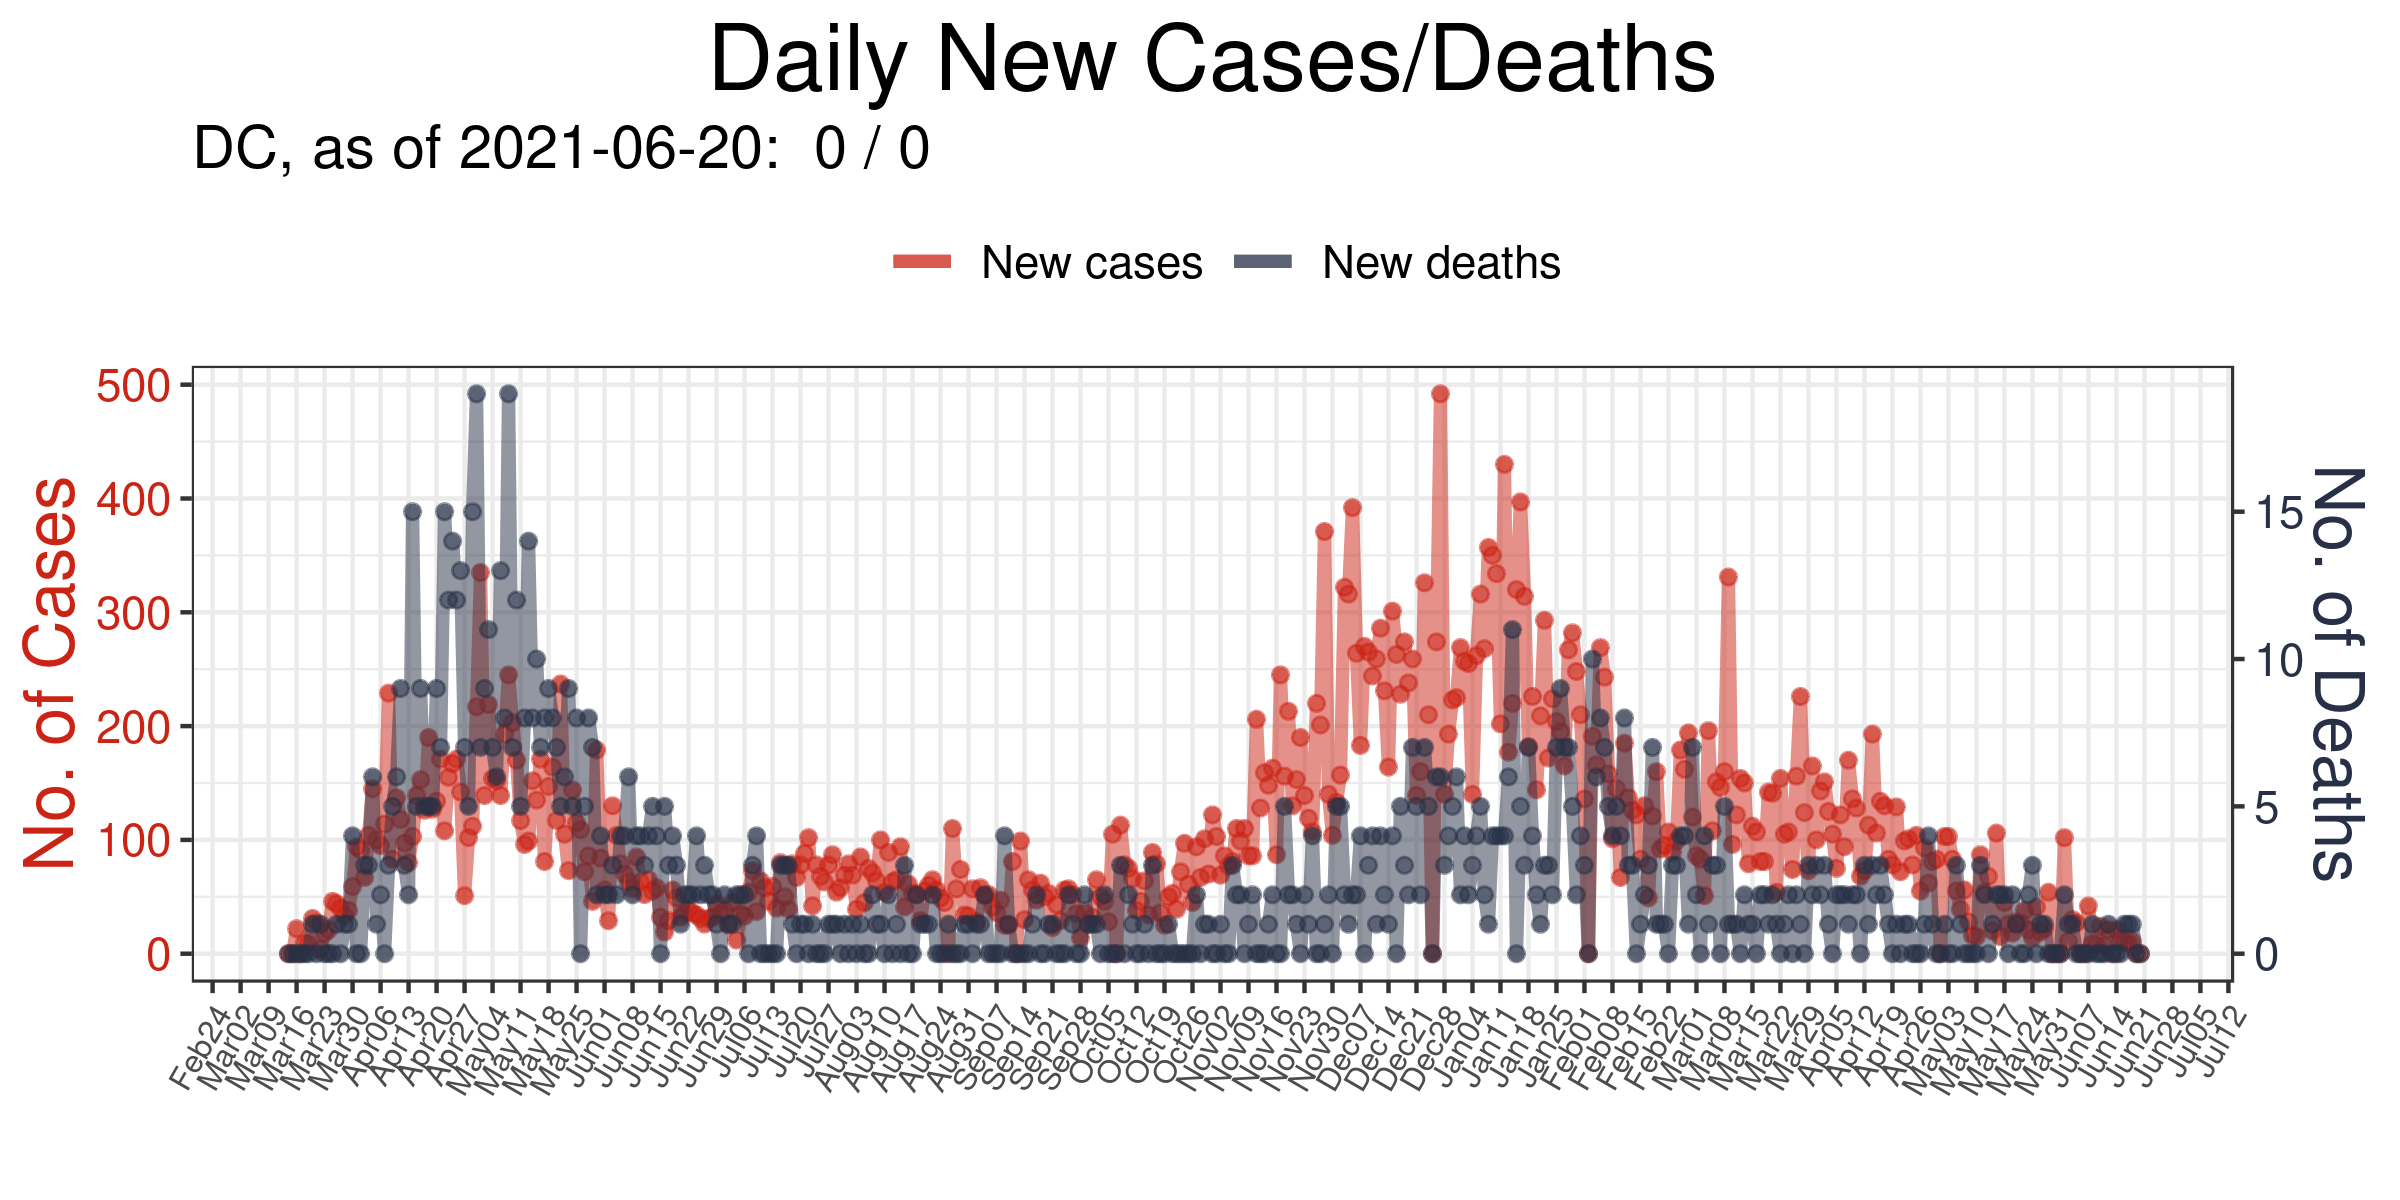 Daily New Cases/Deaths
DC, as of 2021-06-20:  0 / 0
New cases New deaths
No. of Cases
500
400
300
200
100
0
15
10
5
0
No. of Deaths
Feb24 Mar02 Mar09 Mar16 Mar23 Mar30 Apr06 Apr13 Apr20 Apr27 May04 May11 May18 May25 Jun01 Jun08 Jun15 Jun22 Jun29 Jul06 Jul13 Jul20 Jul27 Aug03 Aug10 Aug17 Aug24 Aug31 Sep07 Sep14 Sep21 Sep28 Oct05 Oct12 Oct19 Oct26 Nov02 Nov09 Nov16 Nov23 Nov30 Dec07 Dec14 Dec21 Dec28 Jan04 Jan11 Jan18 Jan25 Feb01 Feb08 Feb15 Feb22 Mar01 Mar08 Mar15 Mar22 Mar29 Apr05 Apr12 Apr19 Apr26 May03 May10 May17 May24 May31 Jun07 Jun14 Jun21 Jun28 Jul05 Jul12